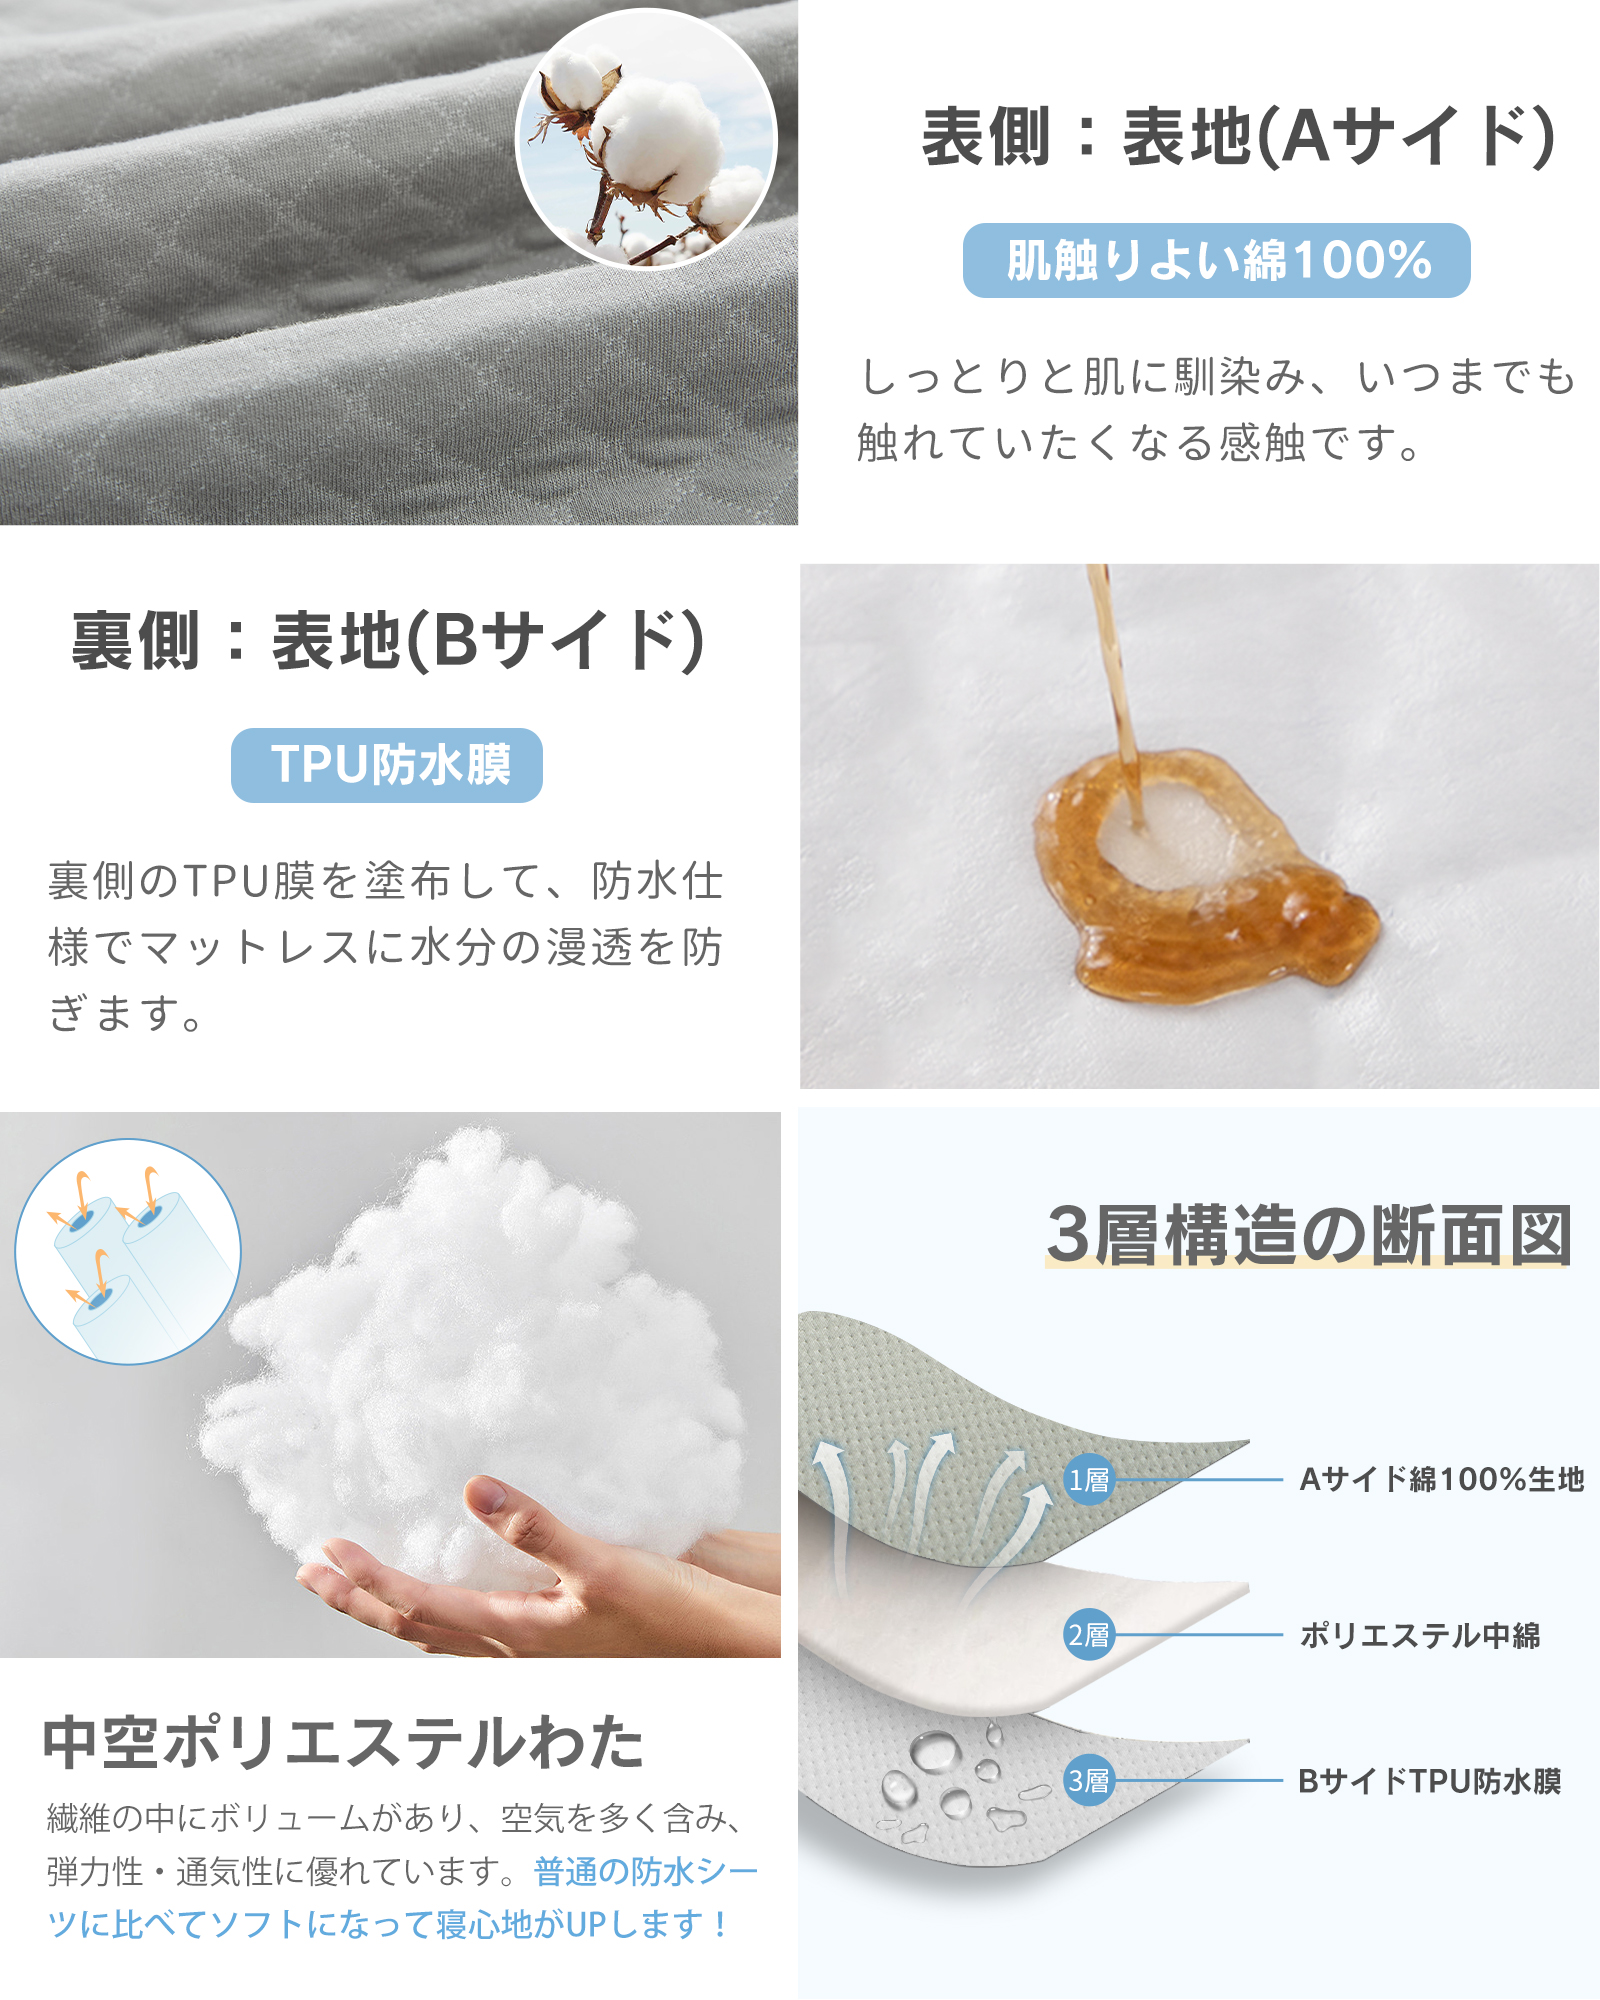 表側：表地(Aサイド)
肌触りよい綿100%
しっとりと肌に馴染み、いつまでも
触れていたくなる感触です。
裏側：表地(Bサイド)
TPU防水膜
裏側のTPU膜を塗布して、防水仕
様でマットレスに水分の漫透を防
ぎます。
中空ポリエステルわた
繊維の中にボリュームがあり、空気を多く含み、
弾力性・通気性に優れています。普通の防水シー
ツに比べてソフトになって寝心地がUPします！
3層構造の断面図
1層
Aサイド綿100%生地
2層
ポリエステル中綿
3層
BサイドTPU防水膜